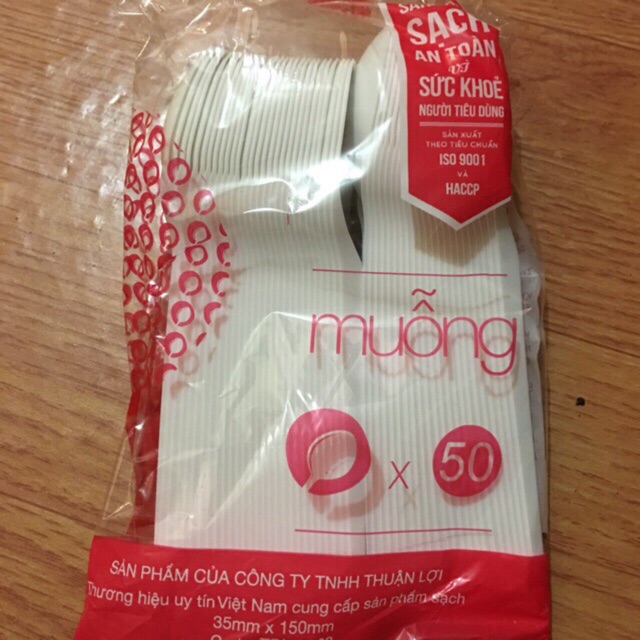 SẠCH
AN TOÀN
vì
SỨC KHOẺ
NGƯỜI TIÊU DÙNG
SẢN XUẤT
THEO TIÊU CHUẨN
ISO 9001
VÀ
HACCP
muỗng
x 50
SẢN PHẨM CỦA CÔNG TY TNHH THUẬN LỢI
Thương hiệu uy tín Việt Nam cung cấp sản phẩm sạch
35mm x 150mm